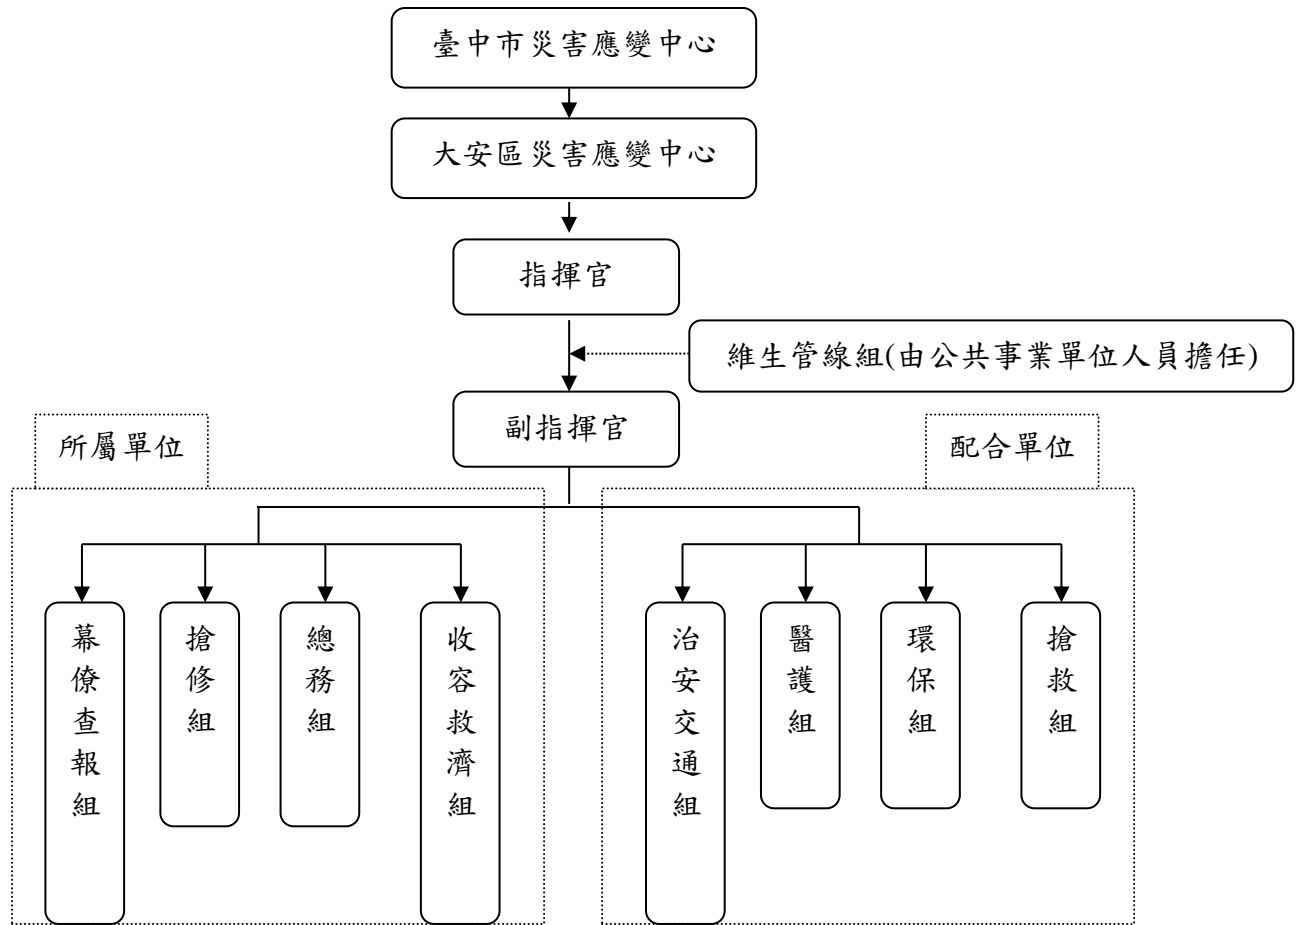 臺中市災害應變中心
大安區災害應變中心
指揮官
維生管線組(由公共事業單位人員擔任)
副指揮官
所屬單位
配合單位
幕僚查報組
搶修組
總務組
收容救濟組
治安交通組
醫護組
環保組
搶救組